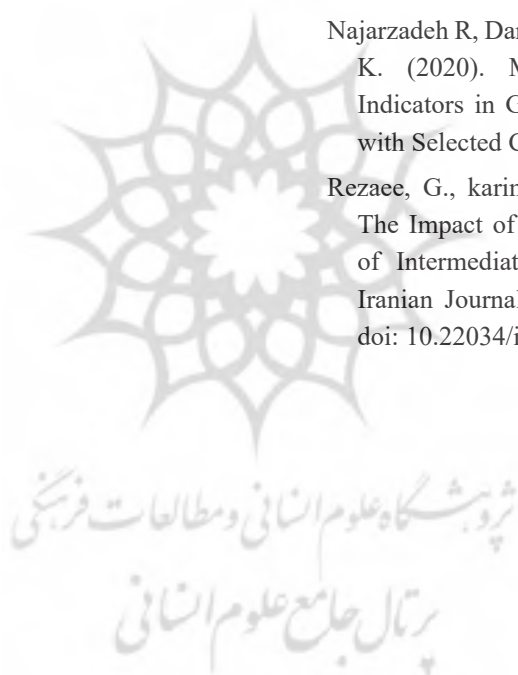 Najarzadeh R, Dar
K. (2020). M
Indicators in G
with Selected C
Rezaee, G., karin
The Impact of
of Intermediat
Iranian Journal
doi: 10.22034/i
پژوهشگاه علوم انسانی و مطالعات فرهنگی
پرتال جامع علوم انسانی